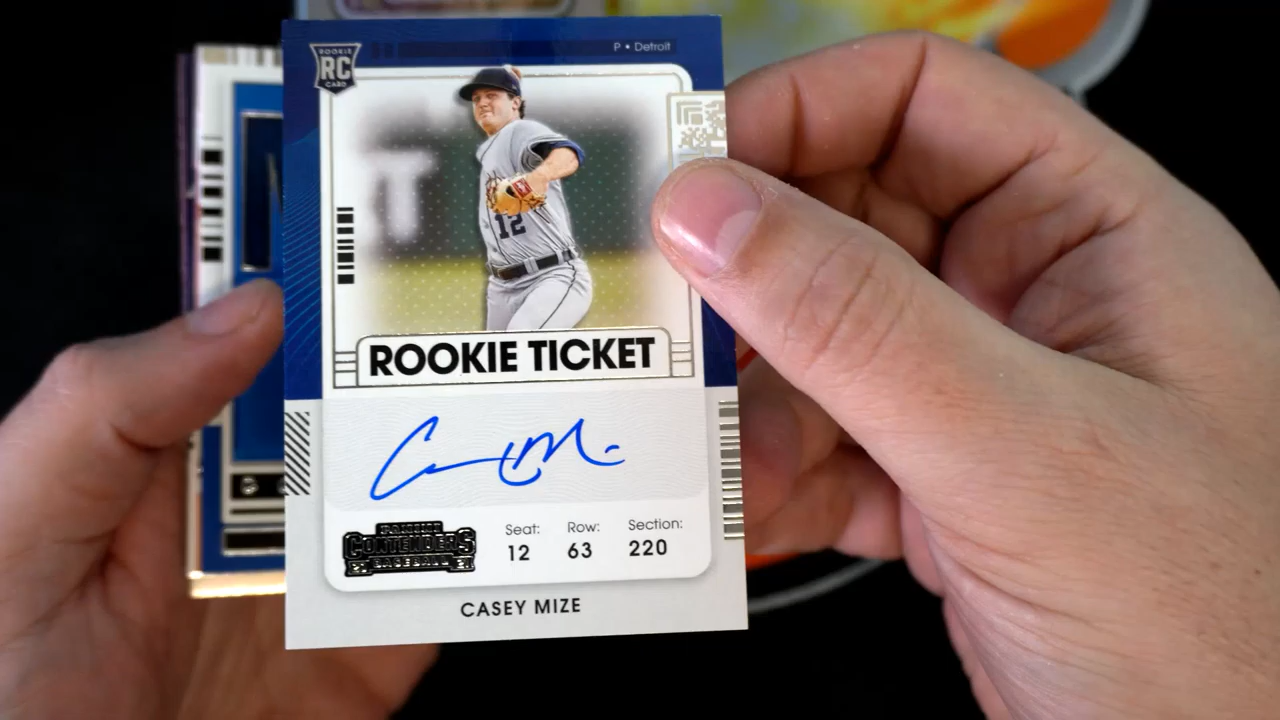 P • Detroit
ROOKIE
RC
CARD
12
ROOKIE TICKET
CONTENDERS
BASEBALL
Seat: Row: Section:
12 63 220
CASEY MIZE